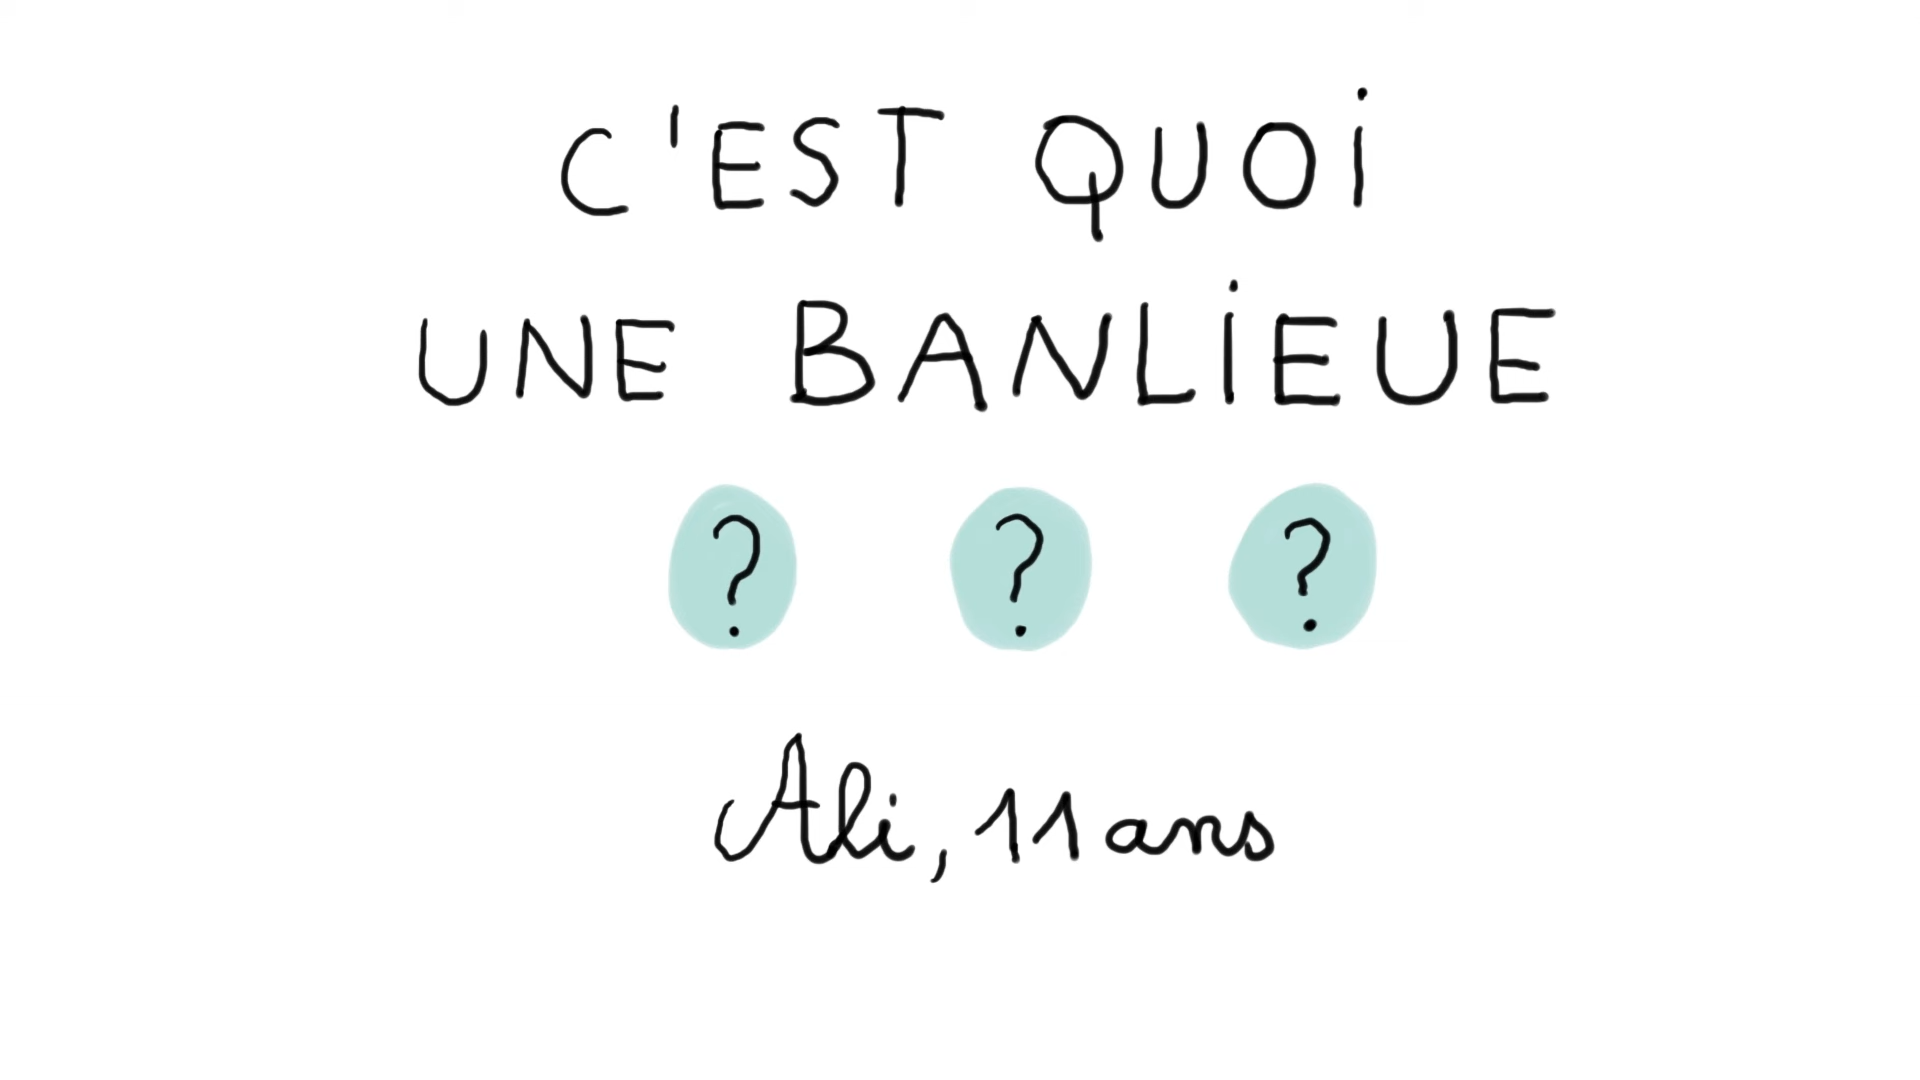 C'EST QUOi
UNE BANLiEUE
? ? ?
Ali, 11 ans